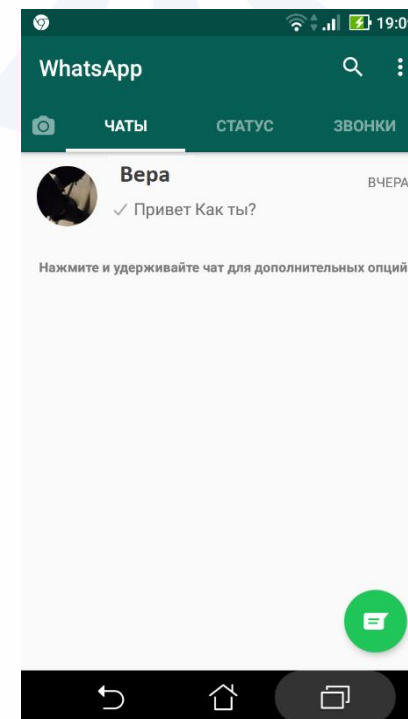 19:0
WhatsApp
ЧАТЫ СТАТУС ЗВОНКИ
Вера ВЧЕРА
Привет Как ты?
Нажмите и удерживайте чат для дополнительных опций